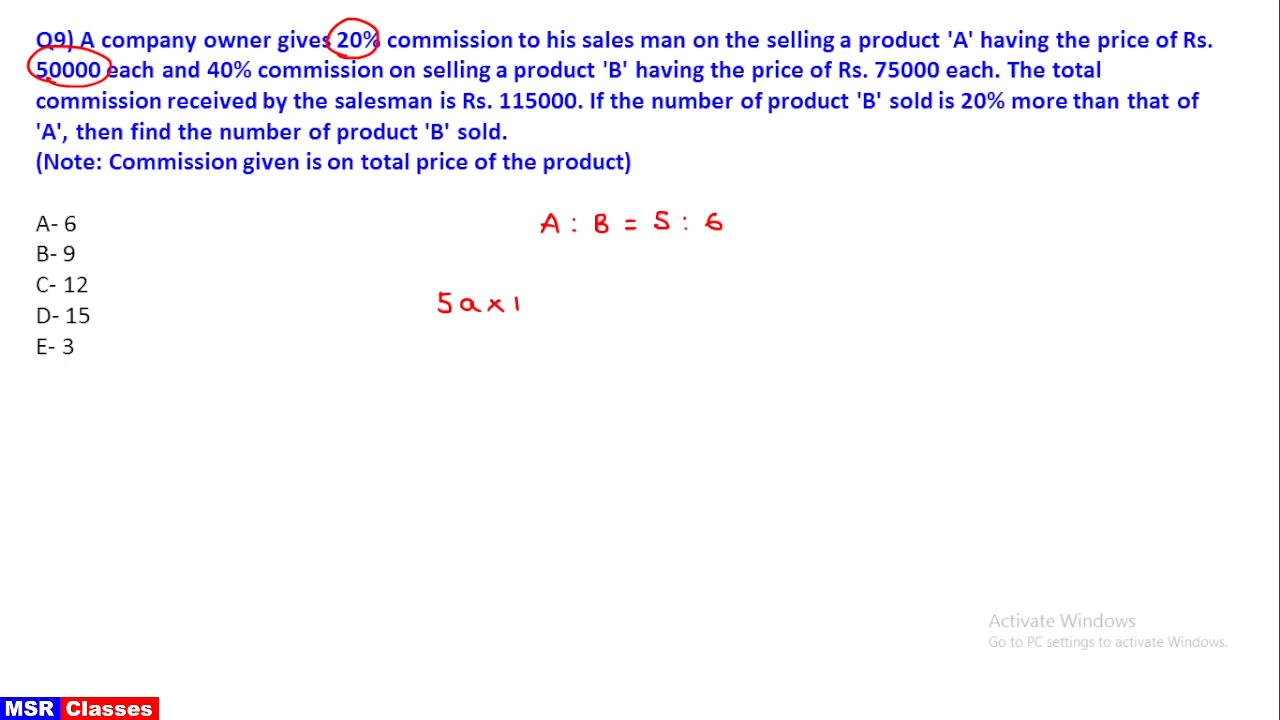 Q9) A company owner gives 20% commission to his sales man on the selling a product 'A' having the price of Rs.
50000 each and 40% commission on selling a product 'B' having the price of Rs. 75000 each. The total
commission received by the salesman is Rs. 115000. If the number of product 'B' sold is 20% more than that of
'A', then find the number of product 'B' sold.
(Note: Commission given is on total price of the product)
A- 6
B- 9
C- 12
D- 15
E- 3
A : B = 5 : 6
5a × 1
Activate Windows
Go to PC settings to activate Windows.
MSR Classes